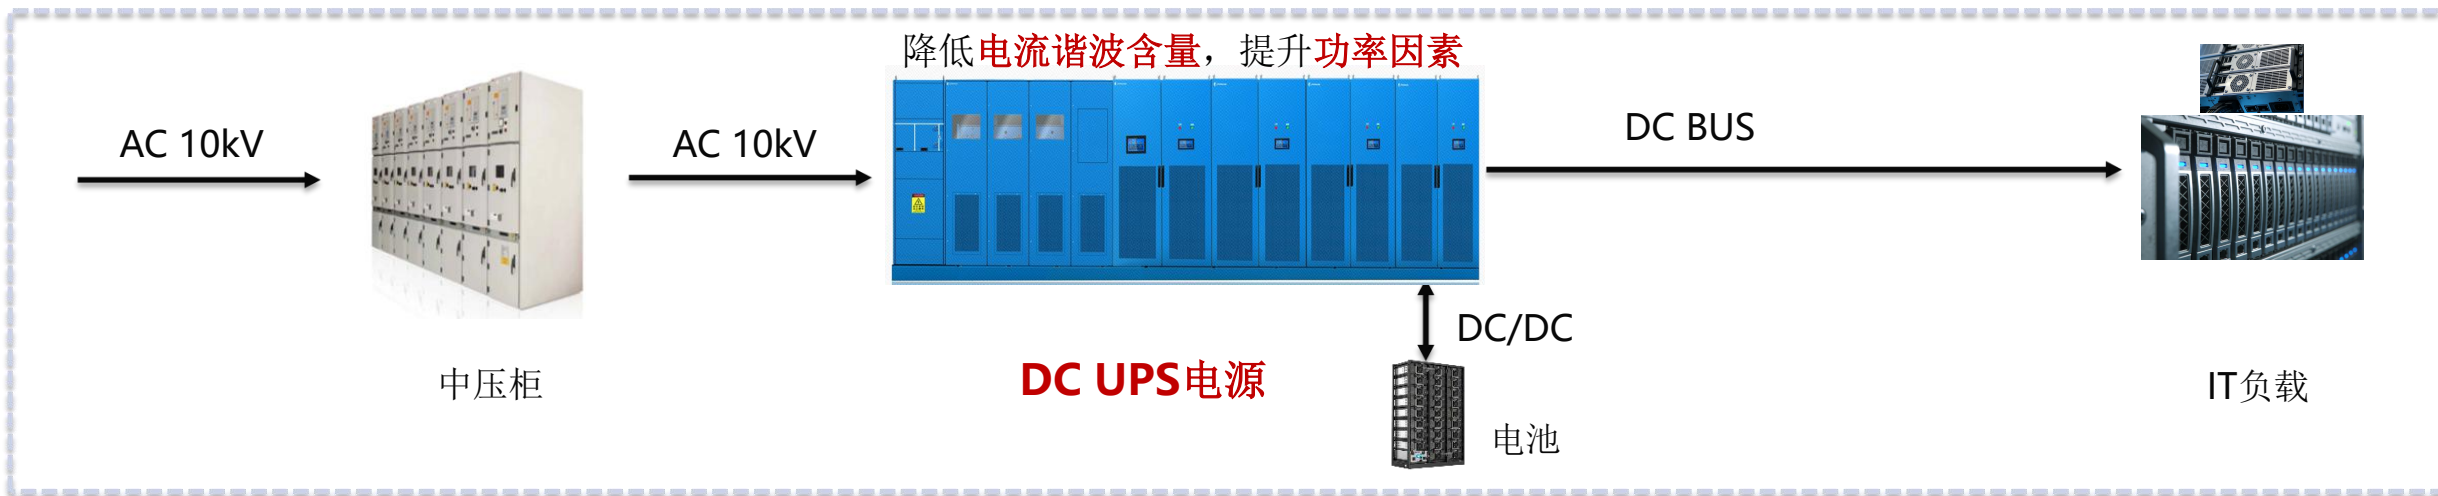 降低电流谐波含量，提升功率因素
AC 10kV
AC 10kV
DC BUS
DC/DC
中压柜
DC UPS电源
IT负载
电池